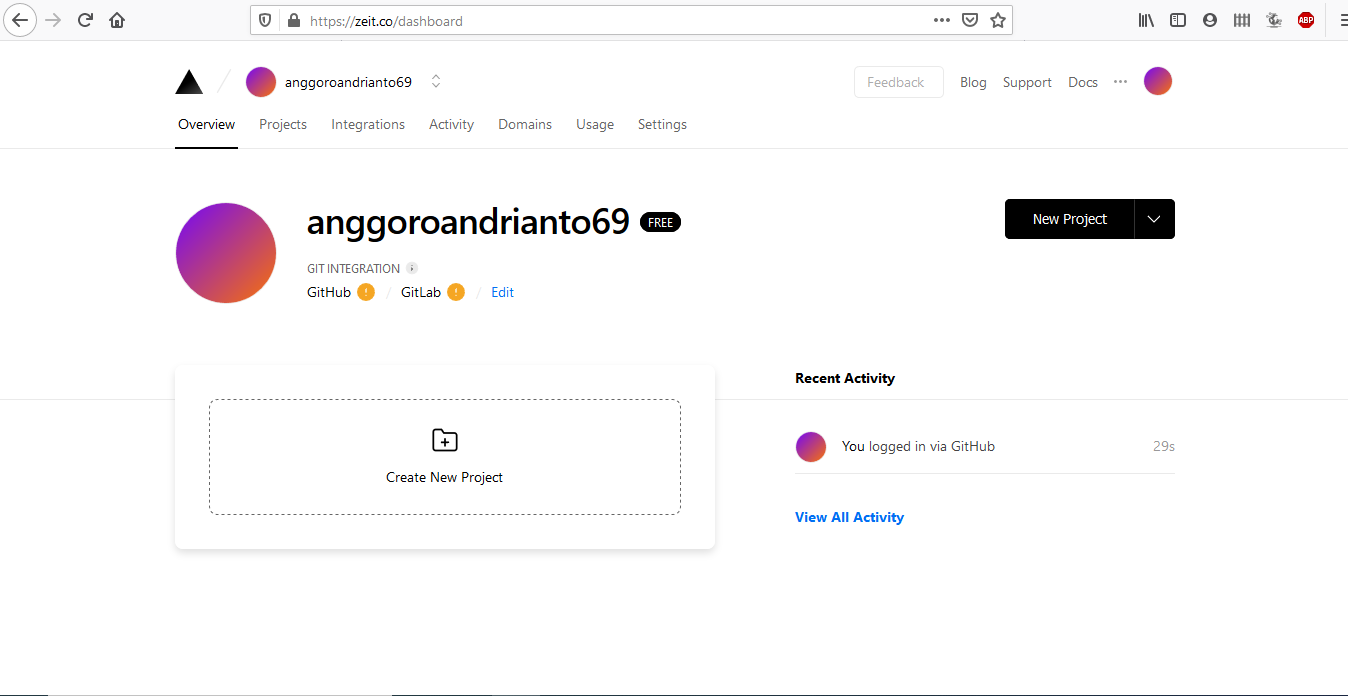 https://zeit.co/dashboard
ABP
anggoroandrianto69
Feedback Blog Support Docs
Overview Projects Integrations Activity Domains Usage Settings
anggoroandrianto69 FREE
New Project
GIT INTEGRATION i
GitHub ! / GitLab ! / Edit
Create New Project
Recent Activity
You logged in via GitHub 29s
View All Activity